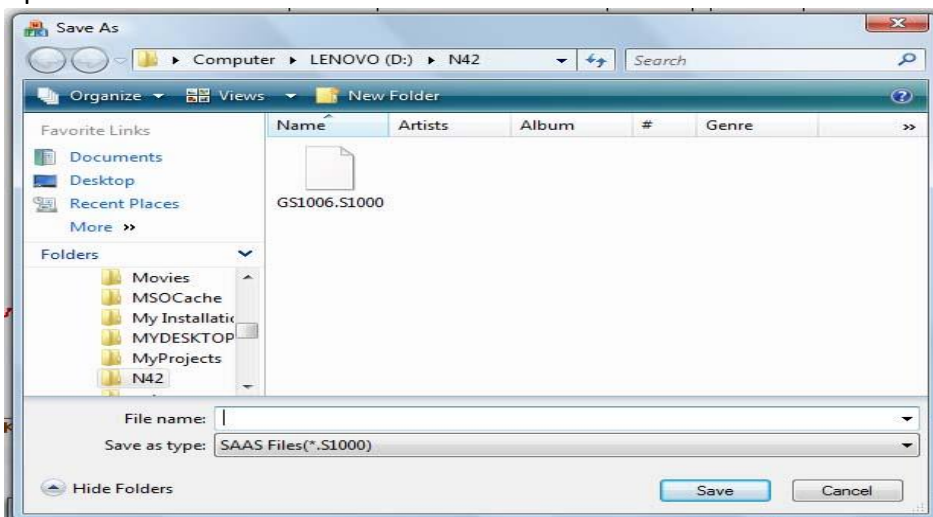 Save As
Computer ▸ LENOVO (D:) ▸ N42
Search
Organize Views New Folder
Favorite Links
Documents
Desktop
Recent Places
More »
Folders
Movies
MSOCache
My Installatic
MYDESKTOP
MyProjects
N42
Name Artists Album # Genre »
GS1006.S1000
File name:
Save as type: SAAS Files(*.S1000)
Hide Folders
Save Cancel